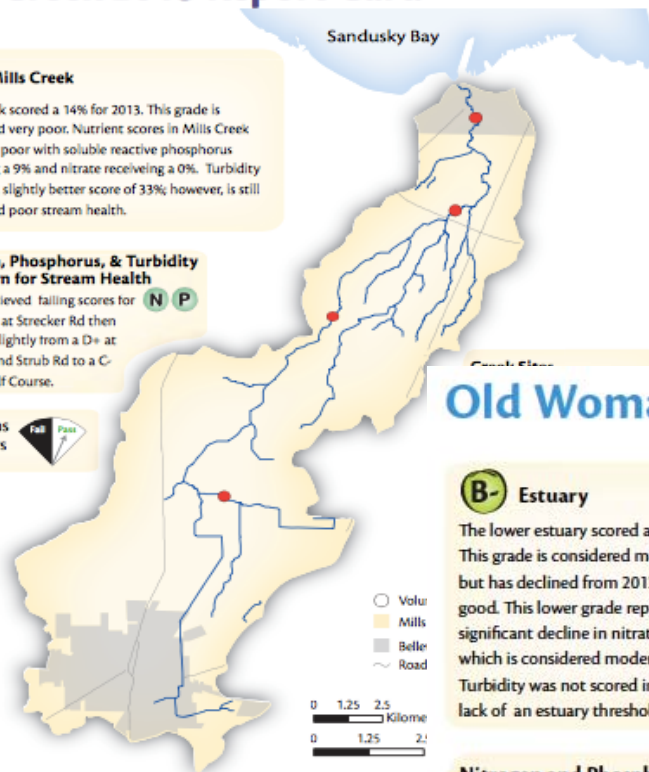 Sandusky Bay
Mills Creek
scored a 14% for 2013. This grade is
very poor. Nutrient scores in Mills Creek
poor with soluble reactive phosphorus
a 9% and nitrate receiveing a 0%. Turbidity
slightly better score of 33%; however, is still
poor stream health.
, Phosphorus, & Turbidity
for Stream Health
failing scores for N P
at Strecker Rd then
from a D+ at
Strub Rd to a C-
Course.
Fail Pass
Creek Sites
Old Woma
B- Estuary
The lower estuary scored a
This grade is considered m
but has declined from 201
good. This lower grade rep
significant decline in nitrat
which is considered moder
Turbidity was not scored in
lack of an estuary threshol
Volu
Mills
Belle
Road
0 1.25 2.5
Kilome
0 1.25 2.